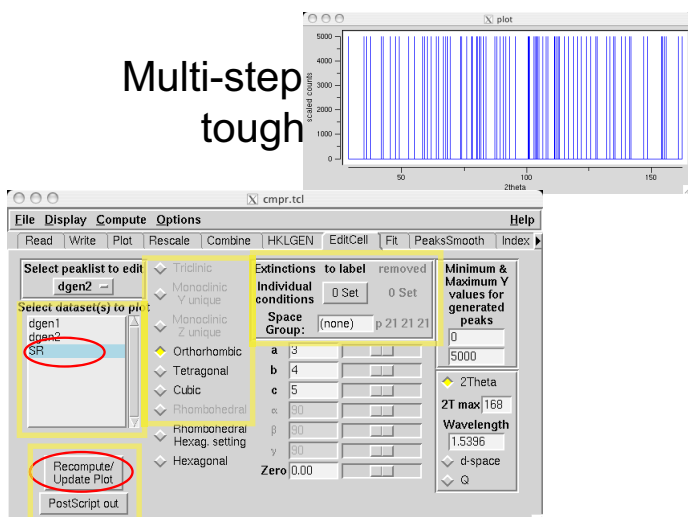 Multi-step
tough
X plot
5000
4000
3000
2000
1000
0
scaled counts
50
100
150
2theta
X cmpr.tcl
File Display Compute Options Help
Read Write Plot Rescale Combine HKLGEN EditCell Fit PeaksSmooth Index
Select peaklist to edit
dgen2
Select dataset(s) to plot
dgen1
dgen2
SR
Recompute/
Update Plot
PostScript out
Triclinic
Monoclinic
Y unique
Monoclinic
Z unique
Orthorhombic
Tetragonal
Cubic
Rhombohedral
Rhombohedral
Hexag. setting
Hexagonal
Extinctions to label removed
Individual
conditions
0 Set 0 Set
Space
Group:
(none) p 21 21 21
a 3
b 4
c 5
α 90
β 90
γ 90
Zero 0.00
Minimum &
Maximum Y
values for
generated
peaks
0
5000
2Theta
2T max 168
Wavelength
1.5396
d-space
Q